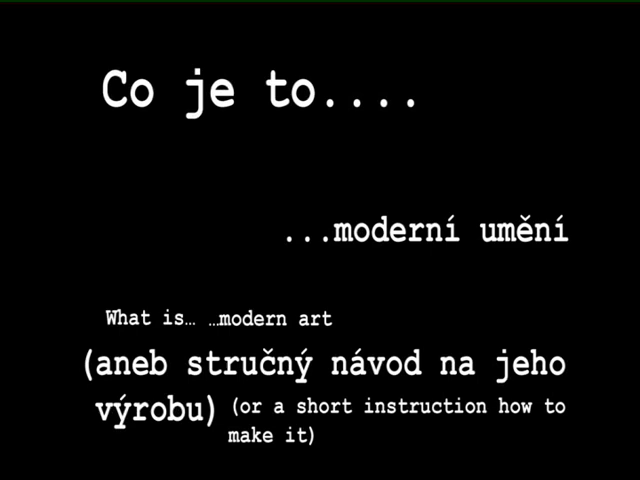 Co je to....
...moderní umění
What is… …modern art
(aneb stručný návod na jeho
výrobu) (or a short instruction how to
make it)